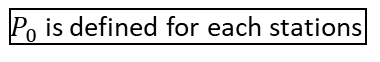 P₀ is defined for each stations